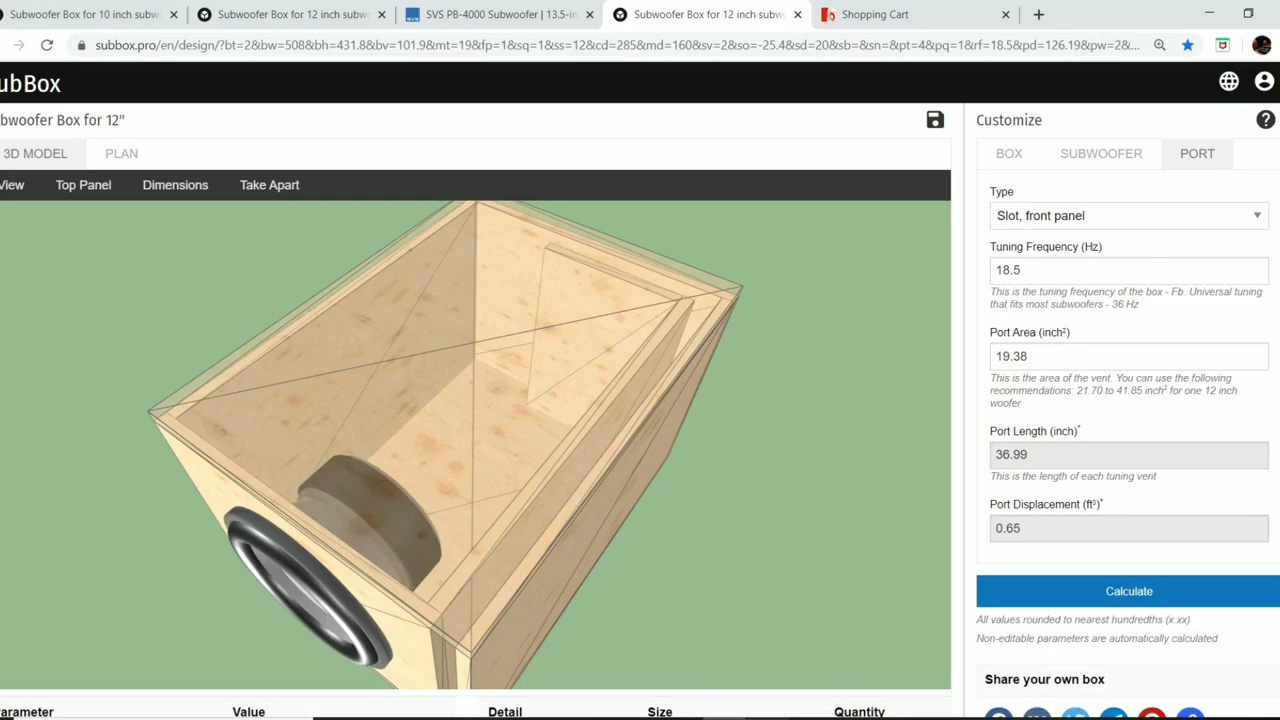 Subwoofer Box for 10 inch subw
Subwoofer Box for 12 inch subw
SVS PB-4000 Subwoofer | 13.5-in
Subwoofer Box for 12 inch subw
Shopping Cart
subbox.pro/en/design/?bt=2&bw=508&bh=431.8&bv=101.9&mt=19&fp=1&sq=1&ss=12&cd=285&md=160&sv=2&so=-25.4&sd=20&sb=&sn=&pt=4&pq=1&rf=18.5&pd=126.19&pw=2&...
ubBox
bwoofer Box for 12"
Customize
3D MODEL
PLAN
BOX
SUBWOOFER
PORT
View
Top Panel
Dimensions
Take Apart
Type
Slot, front panel
Tuning Frequency (Hz)
18.5
This is the tuning frequency of the box - Fb. Universal tuning
that fits most subwoofers - 36 Hz
Port Area (inch²)
19.38
This is the area of the vent. You can use the following
recommendations: 21.70 to 41.85 inch² for one 12 inch
woofer
Port Length (inch)*
36.99
This is the length of each tuning vent
Port Displacement (ft³)*
0.65
Calculate
All values rounded to nearest hundredths (x.xx)
Non-editable parameters are automatically calculated
Share your own box
arameter
Value
Detail
Size
Quantity